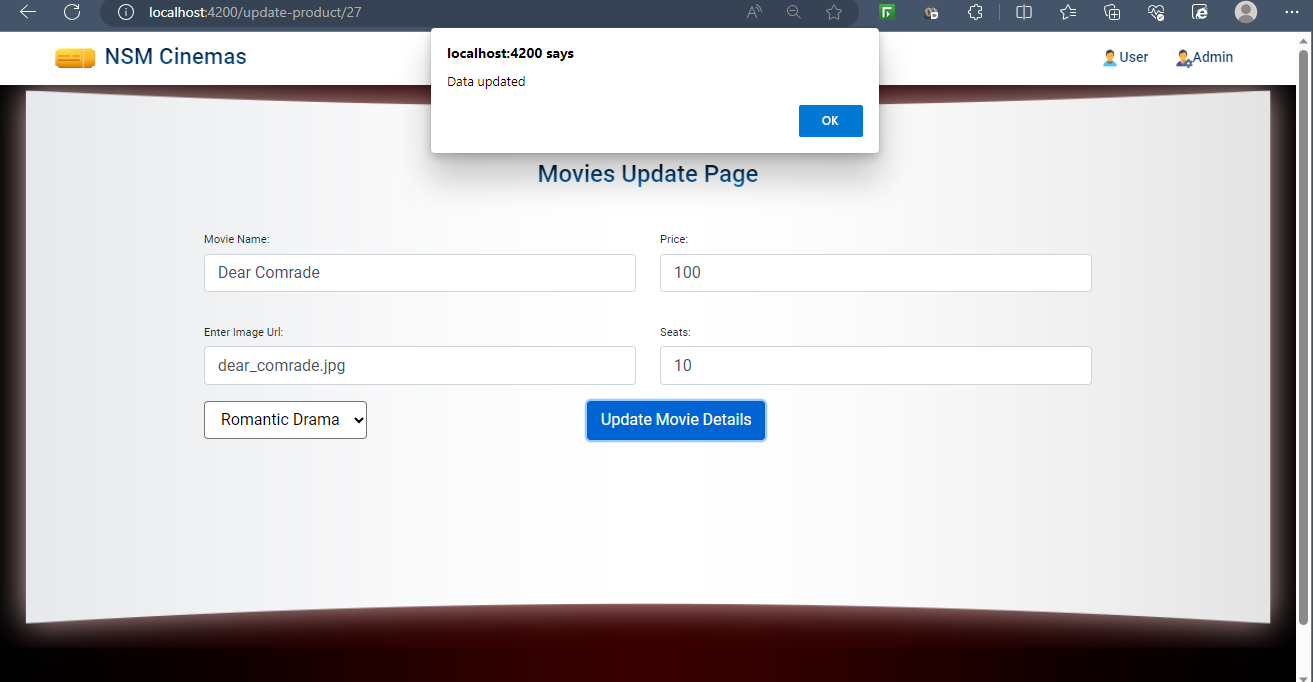 localhost:4200/update-product/27
NSM Cinemas
User
Admin
localhost:4200 says
Data updated
OK
Movies Update Page
Movie Name:
Price:
Dear Comrade
100
Enter Image Url:
Seats:
dear_comrade.jpg
10
Romantic Drama
Update Movie Details